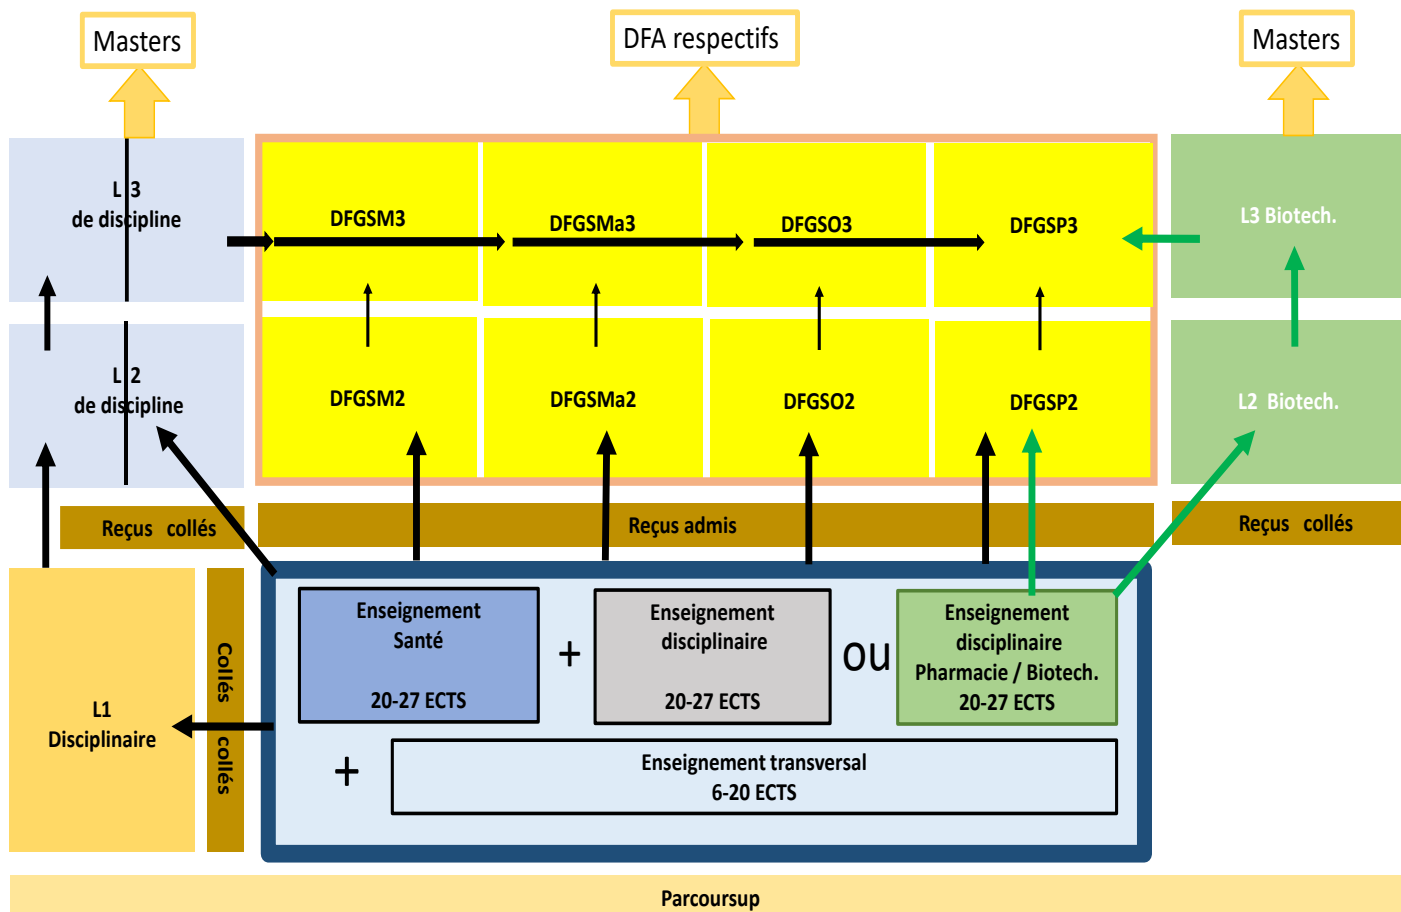 Masters
DFA respectifs
Masters
L 3
de discipline
DFGSM3
DFGSMa3
DFGSO3
DFGSP3
L3 Biotech.
L 2
de discipline
DFGSM2
DFGSMa2
DFGSO2
DFGSP2
L2 Biotech.
Reçus collés
Reçus admis
Reçus collés
L1
Disciplinaire
Collés collés
Enseignement
Santé
20-27 ECTS
+
Enseignement
disciplinaire
20-27 ECTS
ou
Enseignement
disciplinaire
Pharmacie / Biotech.
20-27 ECTS
+
Enseignement transversal
6-20 ECTS
Parcoursup